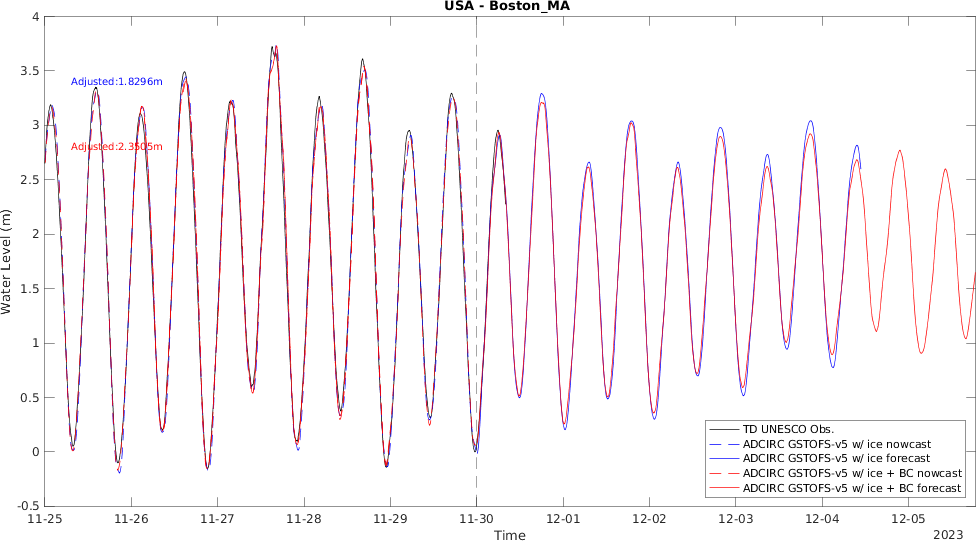 USA - Boston_MA
4
3.5
3
2.5
2
1.5
1
0.5
0
-0.5
Water Level (m)
Adjusted:1.8296m
Adjusted:2.3505m
TD UNESCO Obs.
ADCIRC GSTOFS-v5 w/ ice nowcast
ADCIRC GSTOFS-v5 w/ ice forecast
ADCIRC GSTOFS-v5 w/ ice + BC nowcast
ADCIRC GSTOFS-v5 w/ ice + BC forecast
11-25 11-26 11-27 11-28 11-29 11-30 12-01 12-02 12-03 12-04 12-05
Time
2023